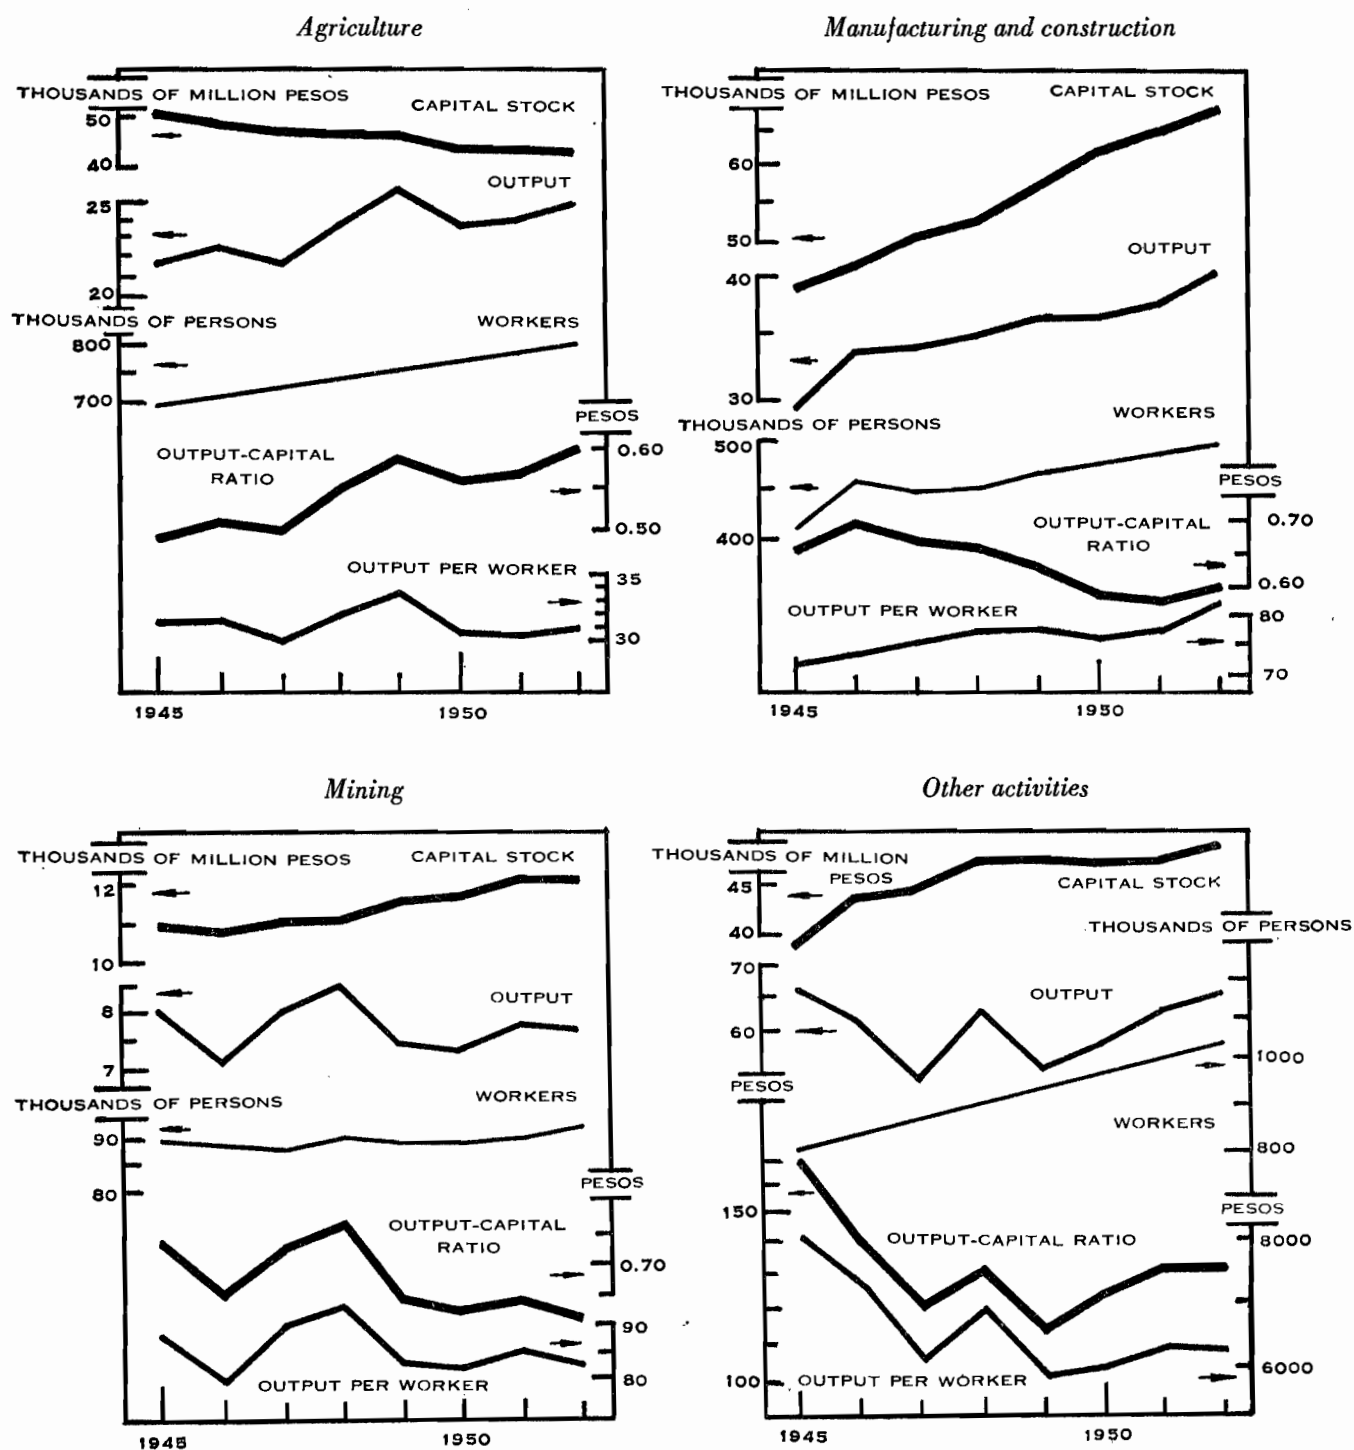 Agriculture
THOUSANDS OF MILLION PESOS
CAPITAL STOCK
50
40
OUTPUT
25
20
THOUSANDS OF PERSONS
WORKERS
800
700
PESOS
OUTPUT-CAPITAL
RATIO
0.60
0.50
OUTPUT PER WORKER
35
30
1945
1950
Manufacturing and construction
THOUSANDS OF MILLION PESOS
CAPITAL STOCK
60
50
OUTPUT
40
30
THOUSANDS OF PERSONS
WORKERS
500
400
PESOS
OUTPUT-CAPITAL
RATIO
0.70
0.60
OUTPUT PER WORKER
80
70
1945
1950
Mining
THOUSANDS OF MILLION PESOS
CAPITAL STOCK
12
10
OUTPUT
8
7
THOUSANDS OF PERSONS
WORKERS
90
80
PESOS
OUTPUT-CAPITAL
RATIO
0.70
90
80
OUTPUT PER WORKER
1945
1950
Other activities
THOUSANDS OF MILLION
PESOS
CAPITAL STOCK
45
40
THOUSANDS OF PERSONS
70
OUTPUT
60
1000
PESOS
WORKERS
800
150
PESOS
OUTPUT-CAPITAL RATIO
8000
6000
100
OUTPUT PER WORKER
1945
1950